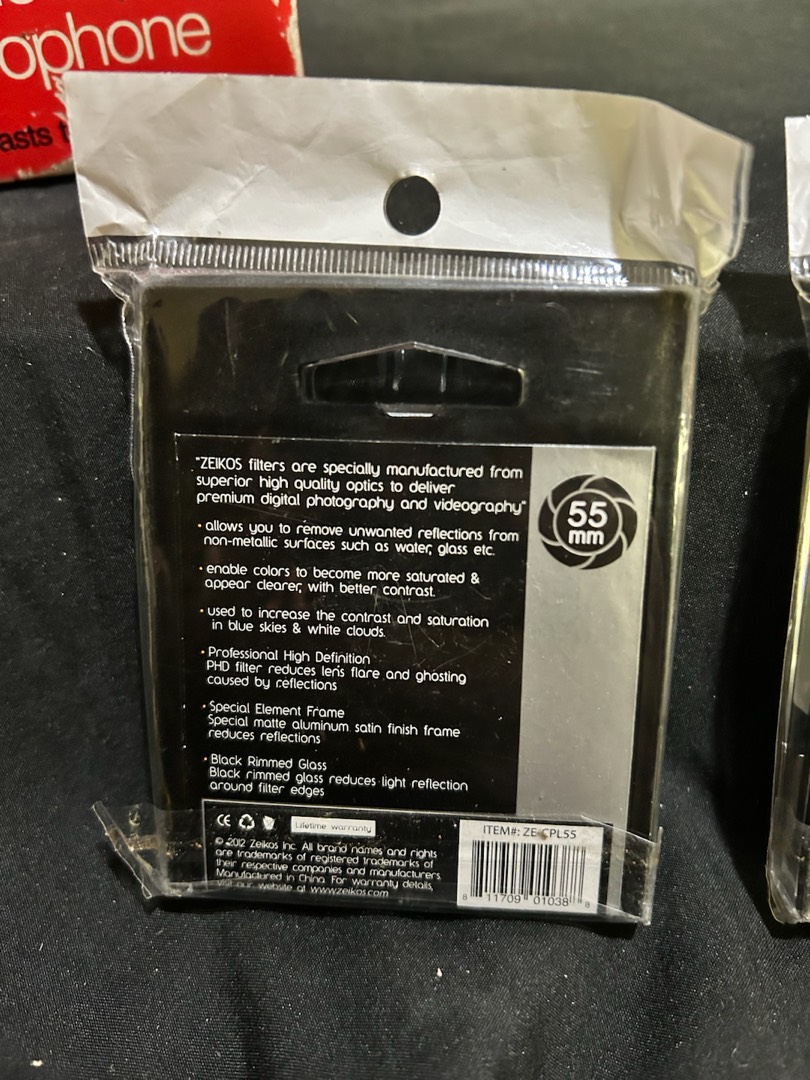 ophone
asts t
"ZEIKOS filters are specially manufactured from
superior high quality optics to deliver
premium digital photography and videography"
55
mm
• allows you to remove unwanted reflections from
non-metallic surfaces such as water, glass etc.
• enable colors to become more saturated &
appear clearer, with better contrast.
• used to increase the contrast and saturation
in blue skies & white clouds.
• Professional High Definition
PHD filter reduces len's flare and ghosting
caused by reflections
• Special Element Frame
Special matte aluminum satin finish frame
reduces reflections
• Black Rimmed Glass
Black rimmed glass reduces light reflection
around filter edges
CE Lifetime warranty
© 2012 Zeikos Inc. All brand names and rights
are trademarks of registered trademarks of
their respective companies and manufacturers.
Manufactured in China. For warranty details,
visit our website at www.zeikos.com
ITEM#: ZE-CPL55
8 11709 01038 8